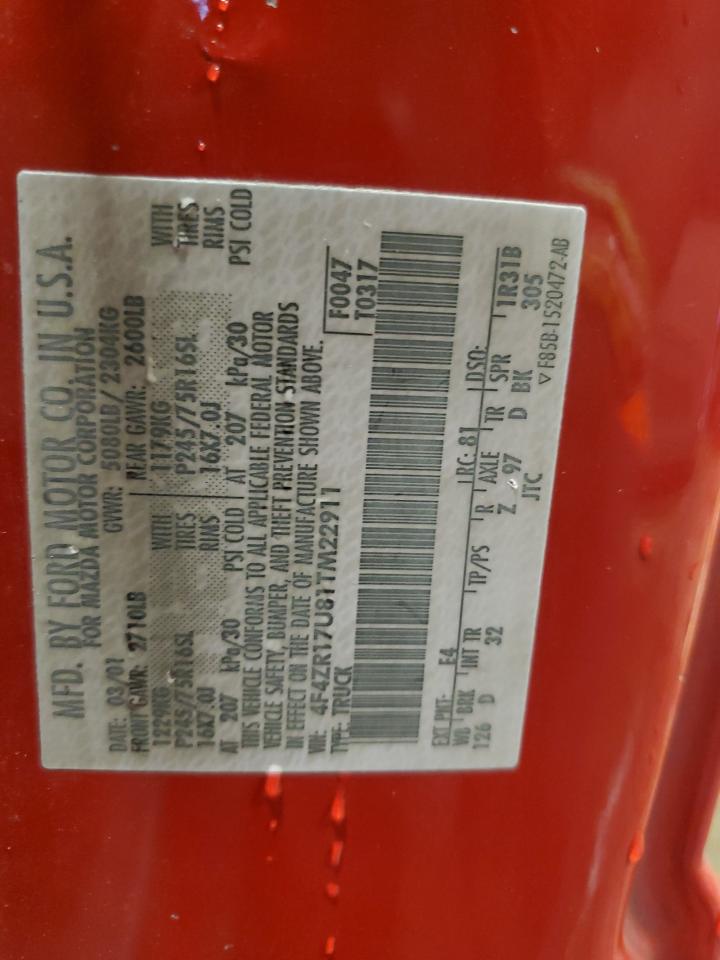 MFD. BY FORD MOTOR CO. IN U.S.A.
FOR MAZDA MOTOR CORPORATION
DATE: 03/01 GVWR: 5080LB/ 2304KG
FRONT GAWR: 2710LB REAR GAWR: 2600LB
1229KG WITH 1179KG WITH
P245/75R16SL TIRES P245/75R16SL TIRES
16X7.0J RIMS 16X7.0J RIMS
AT 207 kPa/30 PSI COLD AT 207 kPa/30 PSI COLD
THIS VEHICLE CONFORMS TO ALL APPLICABLE FEDERAL MOTOR
VEHICLE SAFETY, BUMPER, AND THEFT PREVENTION STANDARDS
IN EFFECT ON THE DATE OF MANUFACTURE SHOWN ABOVE.
VIN: 4F4ZR17U81TM22911 F0047
TYPE: TRUCK T0317
EXT PNT: E4 RC: 81 DSO:
WB BRK INT TR TP/PS R AXLE TR SPR 1R31B
126 D 32 Z 97 D BK 305
JTC ▽ F85B-1520472-AB